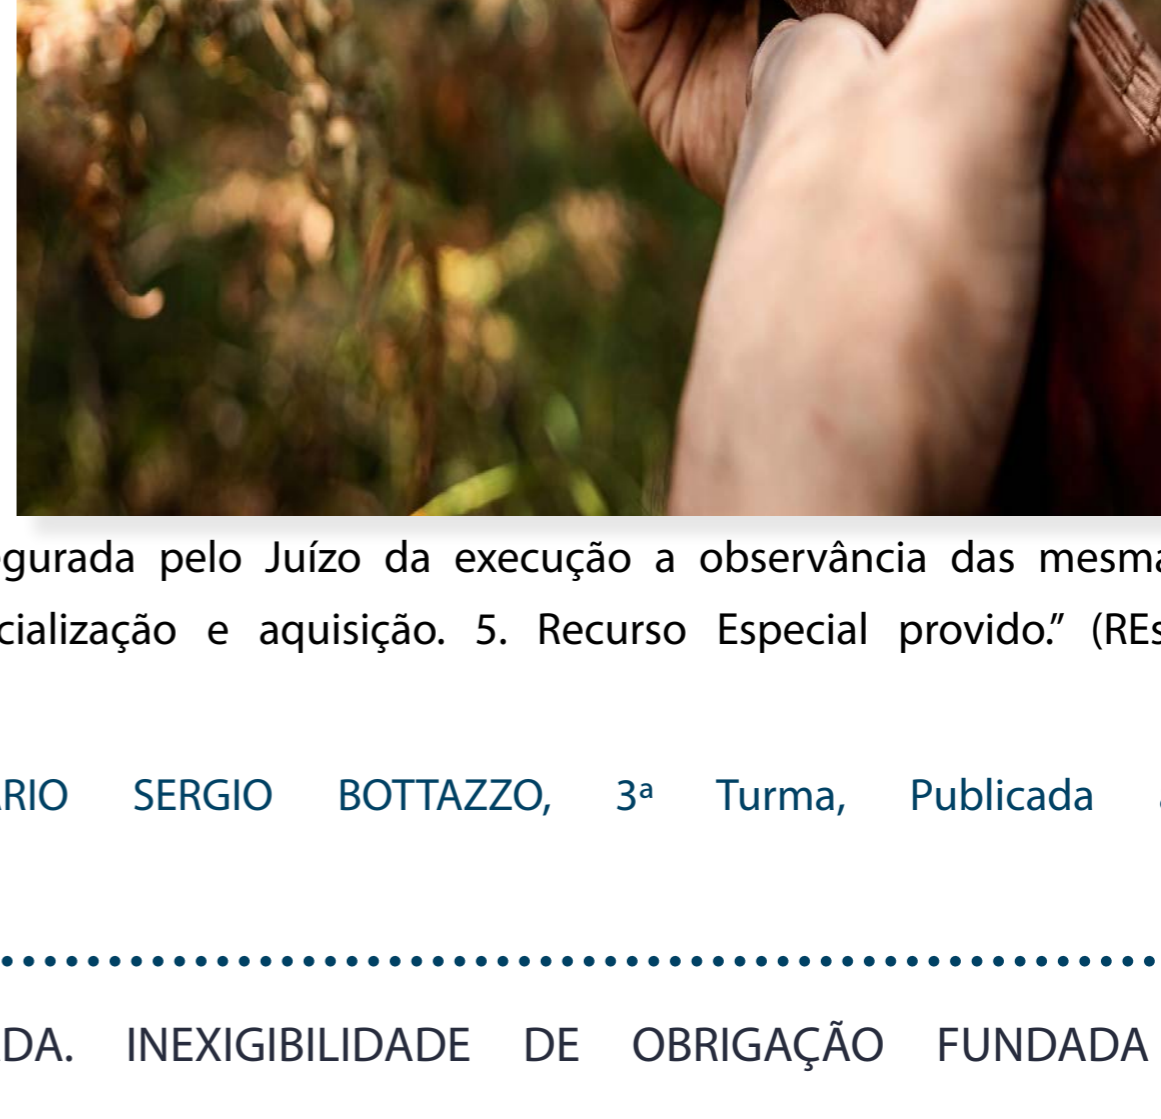 gurada pelo Juízo da execução a observância das mesma
cialização e aquisição. 5. Recurso Especial provido.” (REs
RIO SERGIO BOTTAZZO, 3ª Turma, Publicada
DA. INEXIGIBILIDADE DE OBRIGAÇÃO FUNDADA